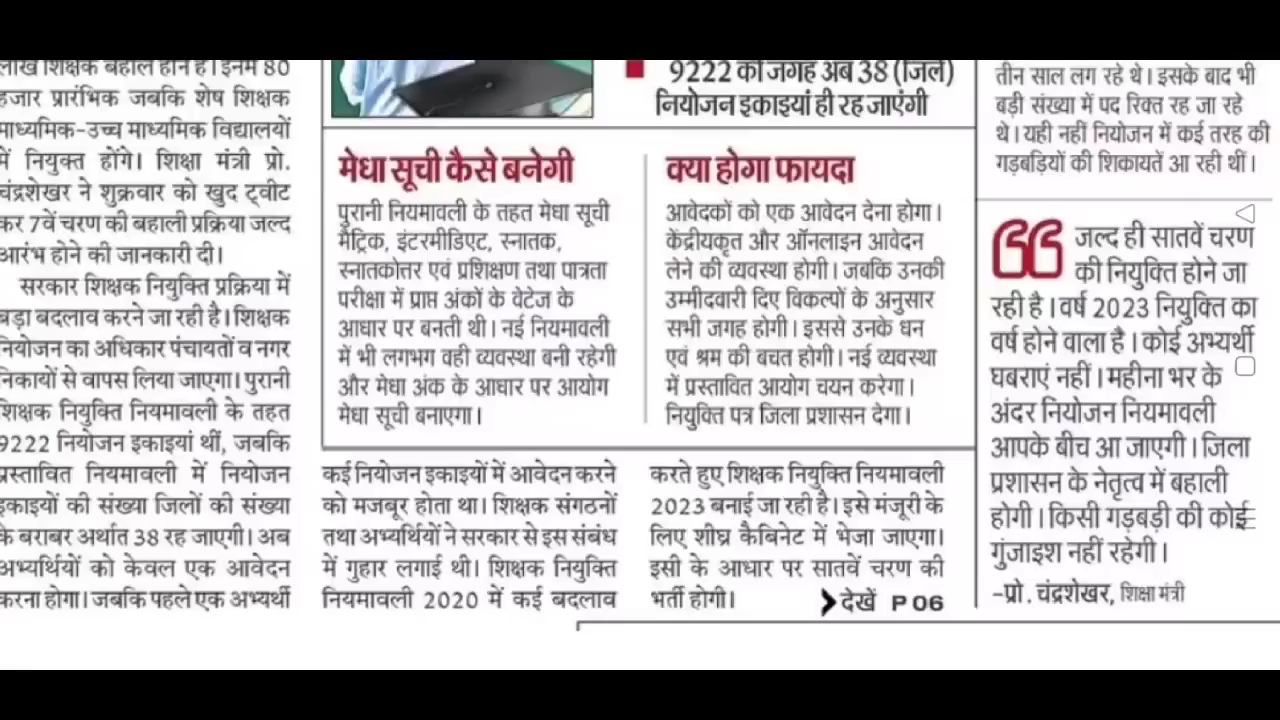 लाख शिक्षक बहाल होने हैं। इनमें 80
हजार प्रारंभिक जबकि शेष शिक्षक
माध्यमिक-उच्च माध्यमिक विद्यालयों
में नियुक्त होंगे। शिक्षा मंत्री प्रो.
चंद्रशेखर ने शुक्रवार को खुद ट्वीट
कर 7वें चरण की बहाली प्रक्रिया जल्द
आरंभ होने की जानकारी दी।
सरकार शिक्षक नियुक्ति प्रक्रिया में
बड़ा बदलाव करने जा रही है। शिक्षक
नियोजन का अधिकार पंचायतों व नगर
निकायों से वापस लिया जाएगा। पुरानी
शिक्षक नियुक्ति नियमावली के तहत
9222 नियोजन इकाइयां थीं, जबकि
प्रस्तावित नियमावली में नियोजन
इकाइयों की संख्या जिलों की संख्या
के बराबर अर्थात 38 रह जाएगी। अब
अभ्यर्थियों को केवल एक आवेदन
करना होगा। जबकि पहले एक अभ्यर्थी
9222 की जगह अब 38 (जिले)
नियोजन इकाइयां ही रह जाएंगी
मेधा सूची कैसे बनेगी
पुरानी नियमावली के तहत मेधा सूची
मैट्रिक, इंटरमीडिएट, स्नातक,
स्नातकोत्तर एवं प्रशिक्षण तथा पात्रता
परीक्षा में प्राप्त अंकों के वेटेज के
आधार पर बनती थी। नई नियमावली
में भी लगभग वही व्यवस्था बनी रहेगी
और मेधा अंक के आधार पर आयोग
मेधा सूची बनाएगा।
क्या होगा फायदा
आवेदकों को एक आवेदन देना होगा।
केंद्रीयकृत और ऑनलाइन आवेदन
लेने की व्यवस्था होगी। जबकि उनकी
उम्मीदवारी दिए विकल्पों के अनुसार
सभी जगह होगी। इससे उनके धन
एवं श्रम की बचत होगी। नई व्यवस्था
में प्रस्तावित आयोग चयन करेगा।
नियुक्ति पत्र जिला प्रशासन देगा।
कई नियोजन इकाइयों में आवेदन करने
को मजबूर होता था। शिक्षक संगठनों
तथा अभ्यर्थियों ने सरकार से इस संबंध
में गुहार लगाई थी। शिक्षक नियुक्ति
नियमावली 2020 में कई बदलाव
करते हुए शिक्षक नियुक्ति नियमावली
2023 बनाई जा रही है। इसे मंजूरी के
लिए शीघ्र कैबिनेट में भेजा जाएगा।
इसी के आधार पर सातवें चरण की
भर्ती होगी।
देखें P 06
तीन साल लग रहे थे। इसके बाद भी
बड़ी संख्या में पद रिक्त रह जा रहे
थे। यही नहीं नियोजन में कई तरह की
गड़बड़ियों की शिकायतें आ रही थीं।
जल्द ही सातवें चरण
की नियुक्ति होने जा
रही है। वर्ष 2023 नियुक्ति का
वर्ष होने वाला है। कोई अभ्यर्थी
घबराएं नहीं। महीना भर के
अंदर नियोजन नियमावली
आपके बीच आ जाएगी। जिला
प्रशासन के नेतृत्व में बहाली
होगी। किसी गड़बड़ी की कोई
गुंजाइश नहीं रहेगी।
-प्रो. चंद्रशेखर, शिक्षा मंत्री